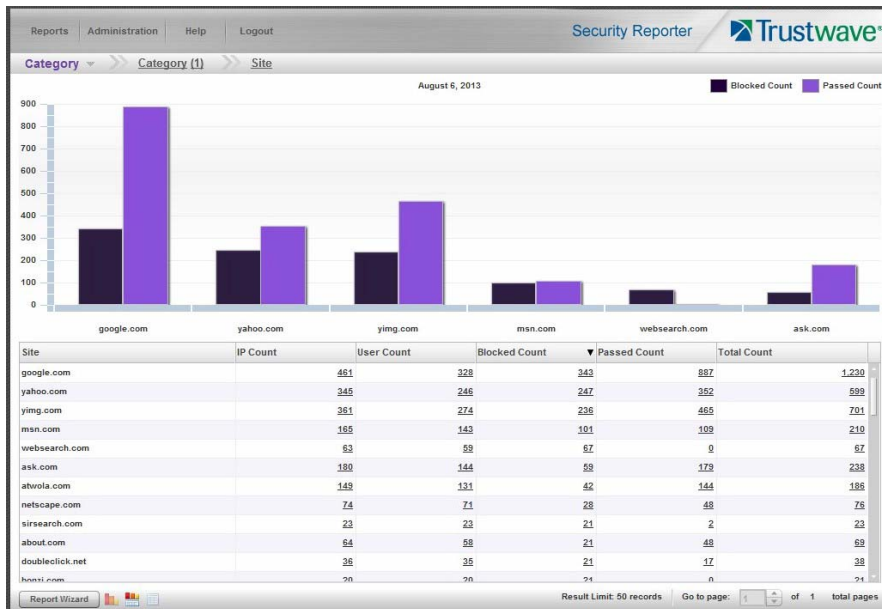 Reports Administration Help Logout Security Reporter Trustwave®
Category Category (1) Site
August 6, 2013 Blocked Count Passed Count
900
800
700
600
500
400
300
200
100
0
google.com yahoo.com yimg.com msn.com websearch.com ask.com
Site IP Count User Count Blocked Count ▼ Passed Count Total Count
google.com 461 328 343 887 1,230
yahoo.com 345 246 247 352 599
yimg.com 361 274 236 465 701
msn.com 165 143 101 109 210
websearch.com 63 59 67 0 67
ask.com 180 144 59 179 238
atwola.com 149 131 42 144 186
netscape.com 74 71 28 48 76
sirsearch.com 23 23 21 2 23
about.com 64 58 21 48 69
doubleclick.net 36 35 21 17 38
20 20 21 0 21
Report Wizard Result Limit: 50 records Go to page: 1 of 1 total pages